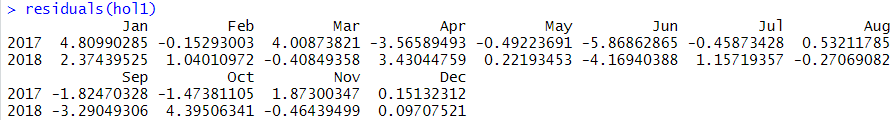 > residuals(hol1)
Jan Feb Mar Apr May Jun Jul Aug
2017 4.80990285 -0.15293003 4.00873821 -3.56589493 -0.49223691 -5.86862865 -0.45873428 0.53211785
2018 2.37439525 1.04010972 -0.40849358 3.43044759 0.22193453 -4.16940388 1.15719357 -0.27069082
Sep Oct Nov Dec
2017 -1.82470328 -1.47381105 1.87300347 0.15132312
2018 -3.29049306 4.39506341 -0.46439499 0.09707521